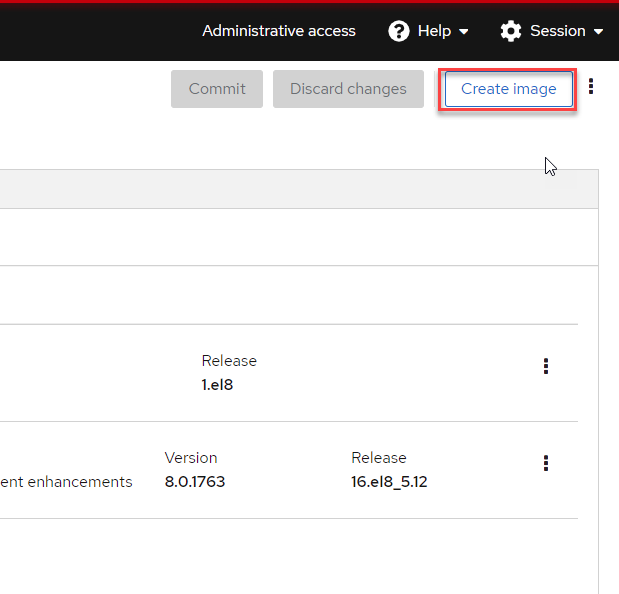 Administrative access Help Session
Commit Discard changes Create image
Release
1.el8
Version Release
ent enhancements 8.0.1763 16.el8_5.12